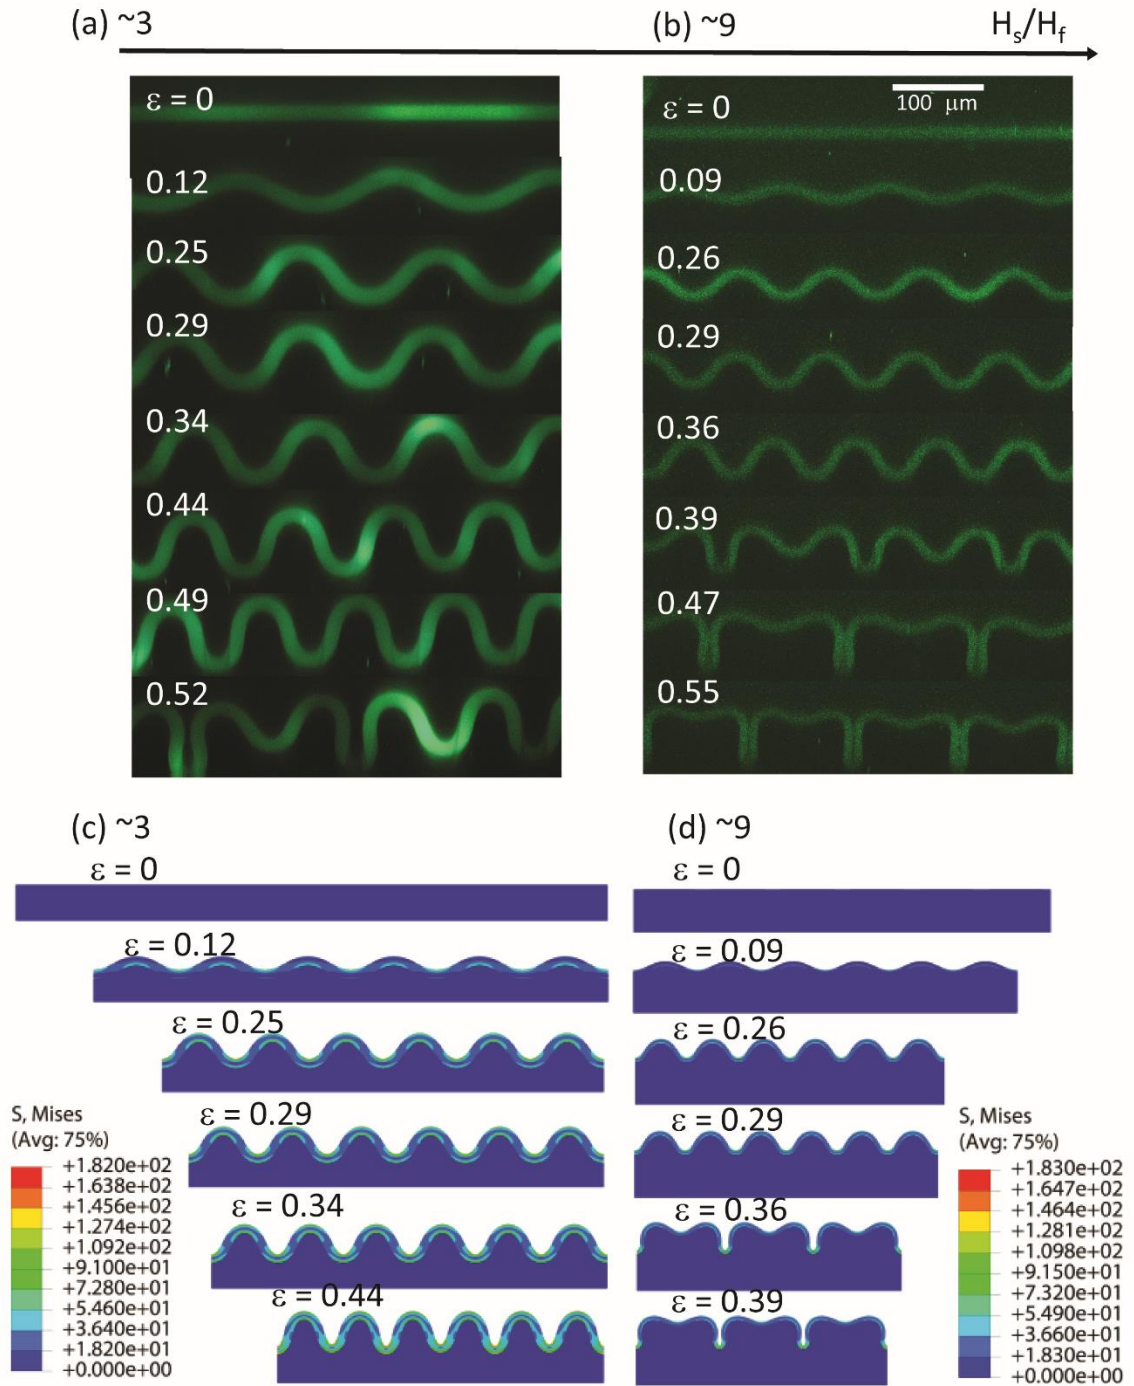 (a) ~3
(b) ~9
Hs/Hf
ε = 0
0.12
0.25
0.29
0.34
0.44
0.49
0.52
100 μm
ε = 0
0.09
0.26
0.29
0.36
0.39
0.47
0.55
(c) ~3
ε = 0
ε = 0.12
ε = 0.25
ε = 0.29
ε = 0.34
ε = 0.44
S, Mises
(Avg: 75%)
+1.820e+02
+1.638e+02
+1.456e+02
+1.274e+02
+1.092e+02
+9.100e+01
+7.280e+01
+5.460e+01
+3.640e+01
+1.820e+01
+0.000e+00
(d) ~9
ε = 0
ε = 0.09
ε = 0.26
ε = 0.29
ε = 0.36
ε = 0.39
S, Mises
(Avg: 75%)
+1.830e+02
+1.647e+02
+1.464e+02
+1.281e+02
+1.098e+02
+9.150e+01
+7.320e+01
+5.490e+01
+3.660e+01
+1.830e+01
+0.000e+00